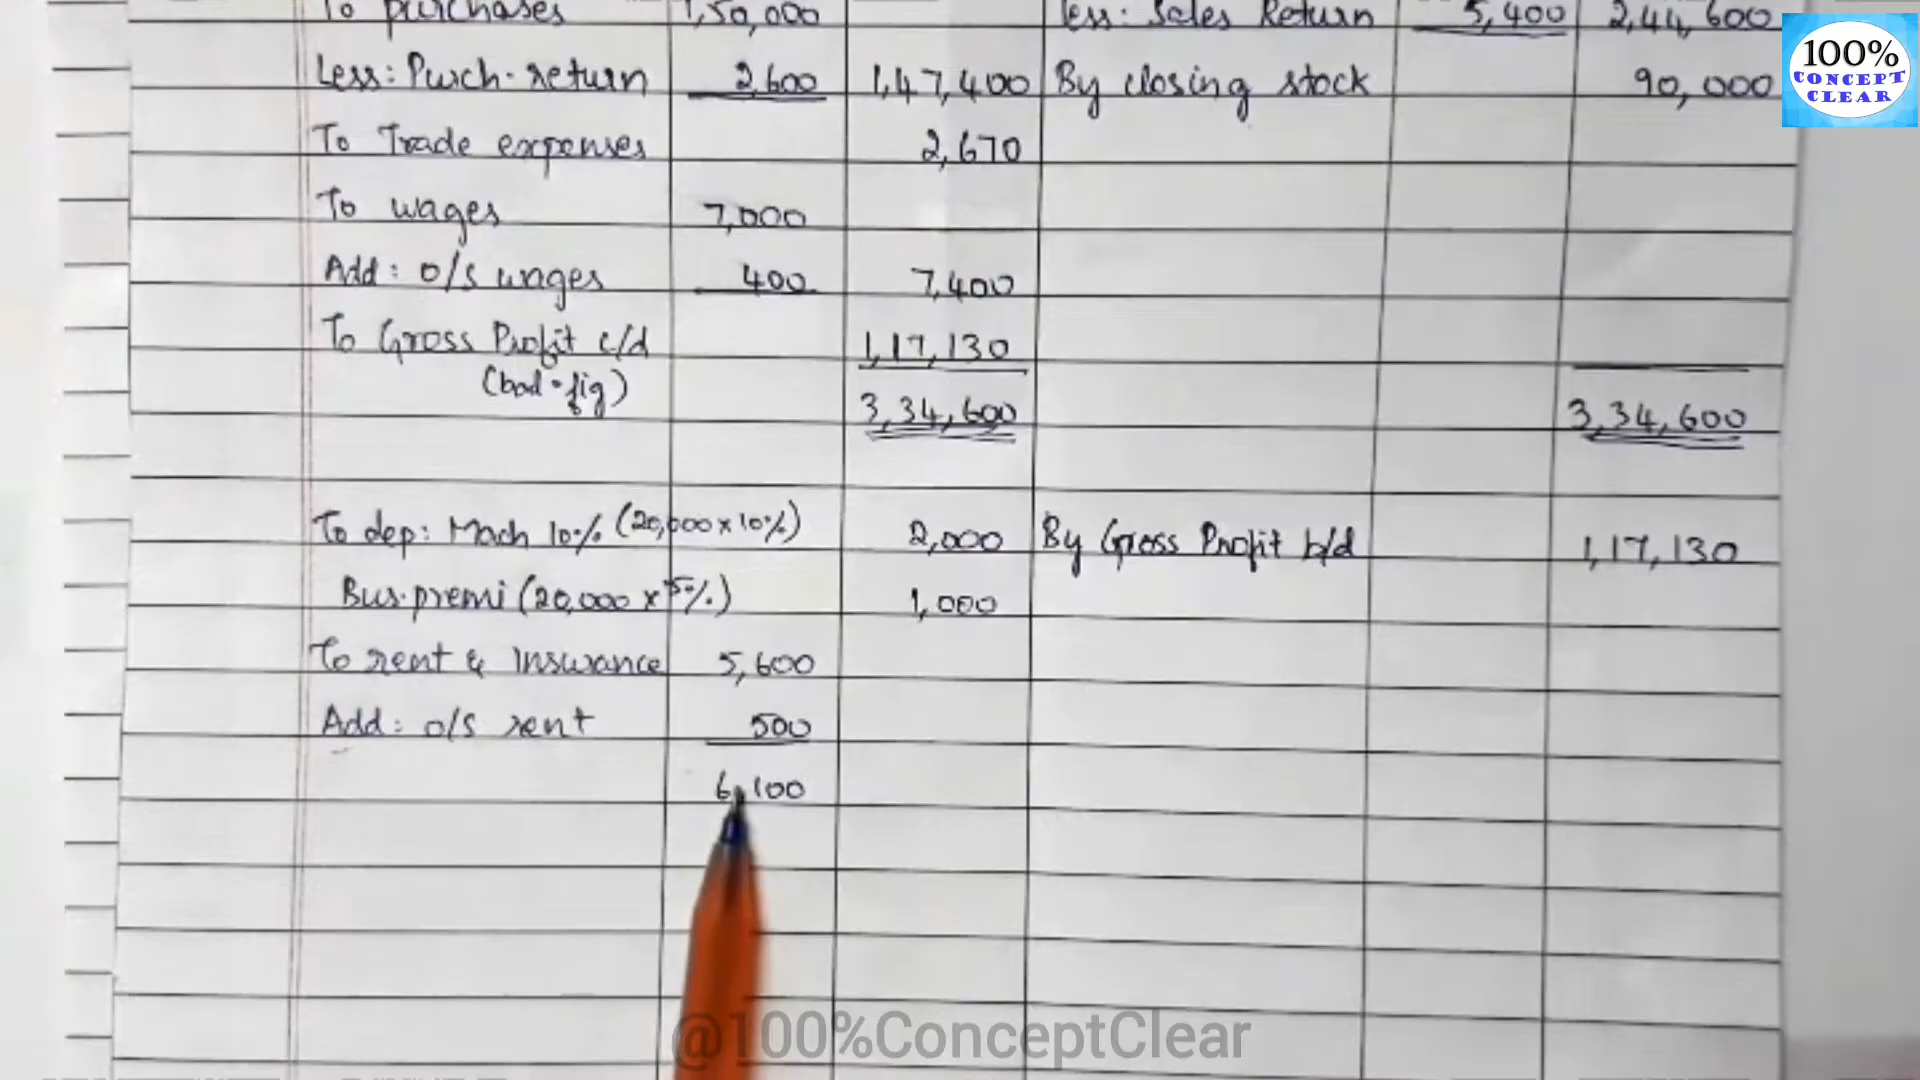 To purchases 1,50,000 Less: Sales Return 5,400 2,44,600
Less: Purch. return 2,600 1,47,400 By closing stock 90,000
To Trade expenses 2,670
To wages 7,000
Add: o/s wages 400 7,400
To Gross Profit c/d 1,17,130
(bal. fig) 3,34,600 3,34,600
To dep: Mach 10% (20,000 x 10%) 2,000 By Gross Profit b/d 1,17,130
Bus. premi (20,000 x 5%) 1,000
To rent & Insurance 5,600
Add: o/s rent 500
6,100
100%
CONCEPT
CLEAR
@100%ConceptClear